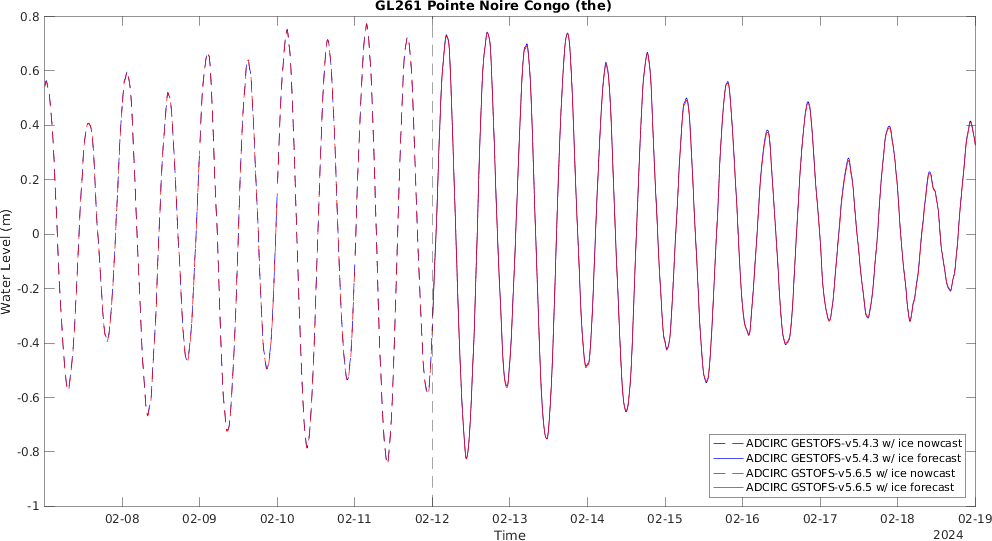 GL261 Pointe Noire Congo (the)
0.8
0.6
0.4
0.2
0
-0.2
-0.4
-0.6
-0.8
-1
Water Level (m)
ADCIRC GESTOFS-v5.4.3 w/ ice nowcast
ADCIRC GESTOFS-v5.4.3 w/ ice forecast
ADCIRC GSTOFS-v5.6.5 w/ ice nowcast
ADCIRC GSTOFS-v5.6.5 w/ ice forecast
02-08 02-09 02-10 02-11 02-12 02-13 02-14 02-15 02-16 02-17 02-18 02-19
Time
2024